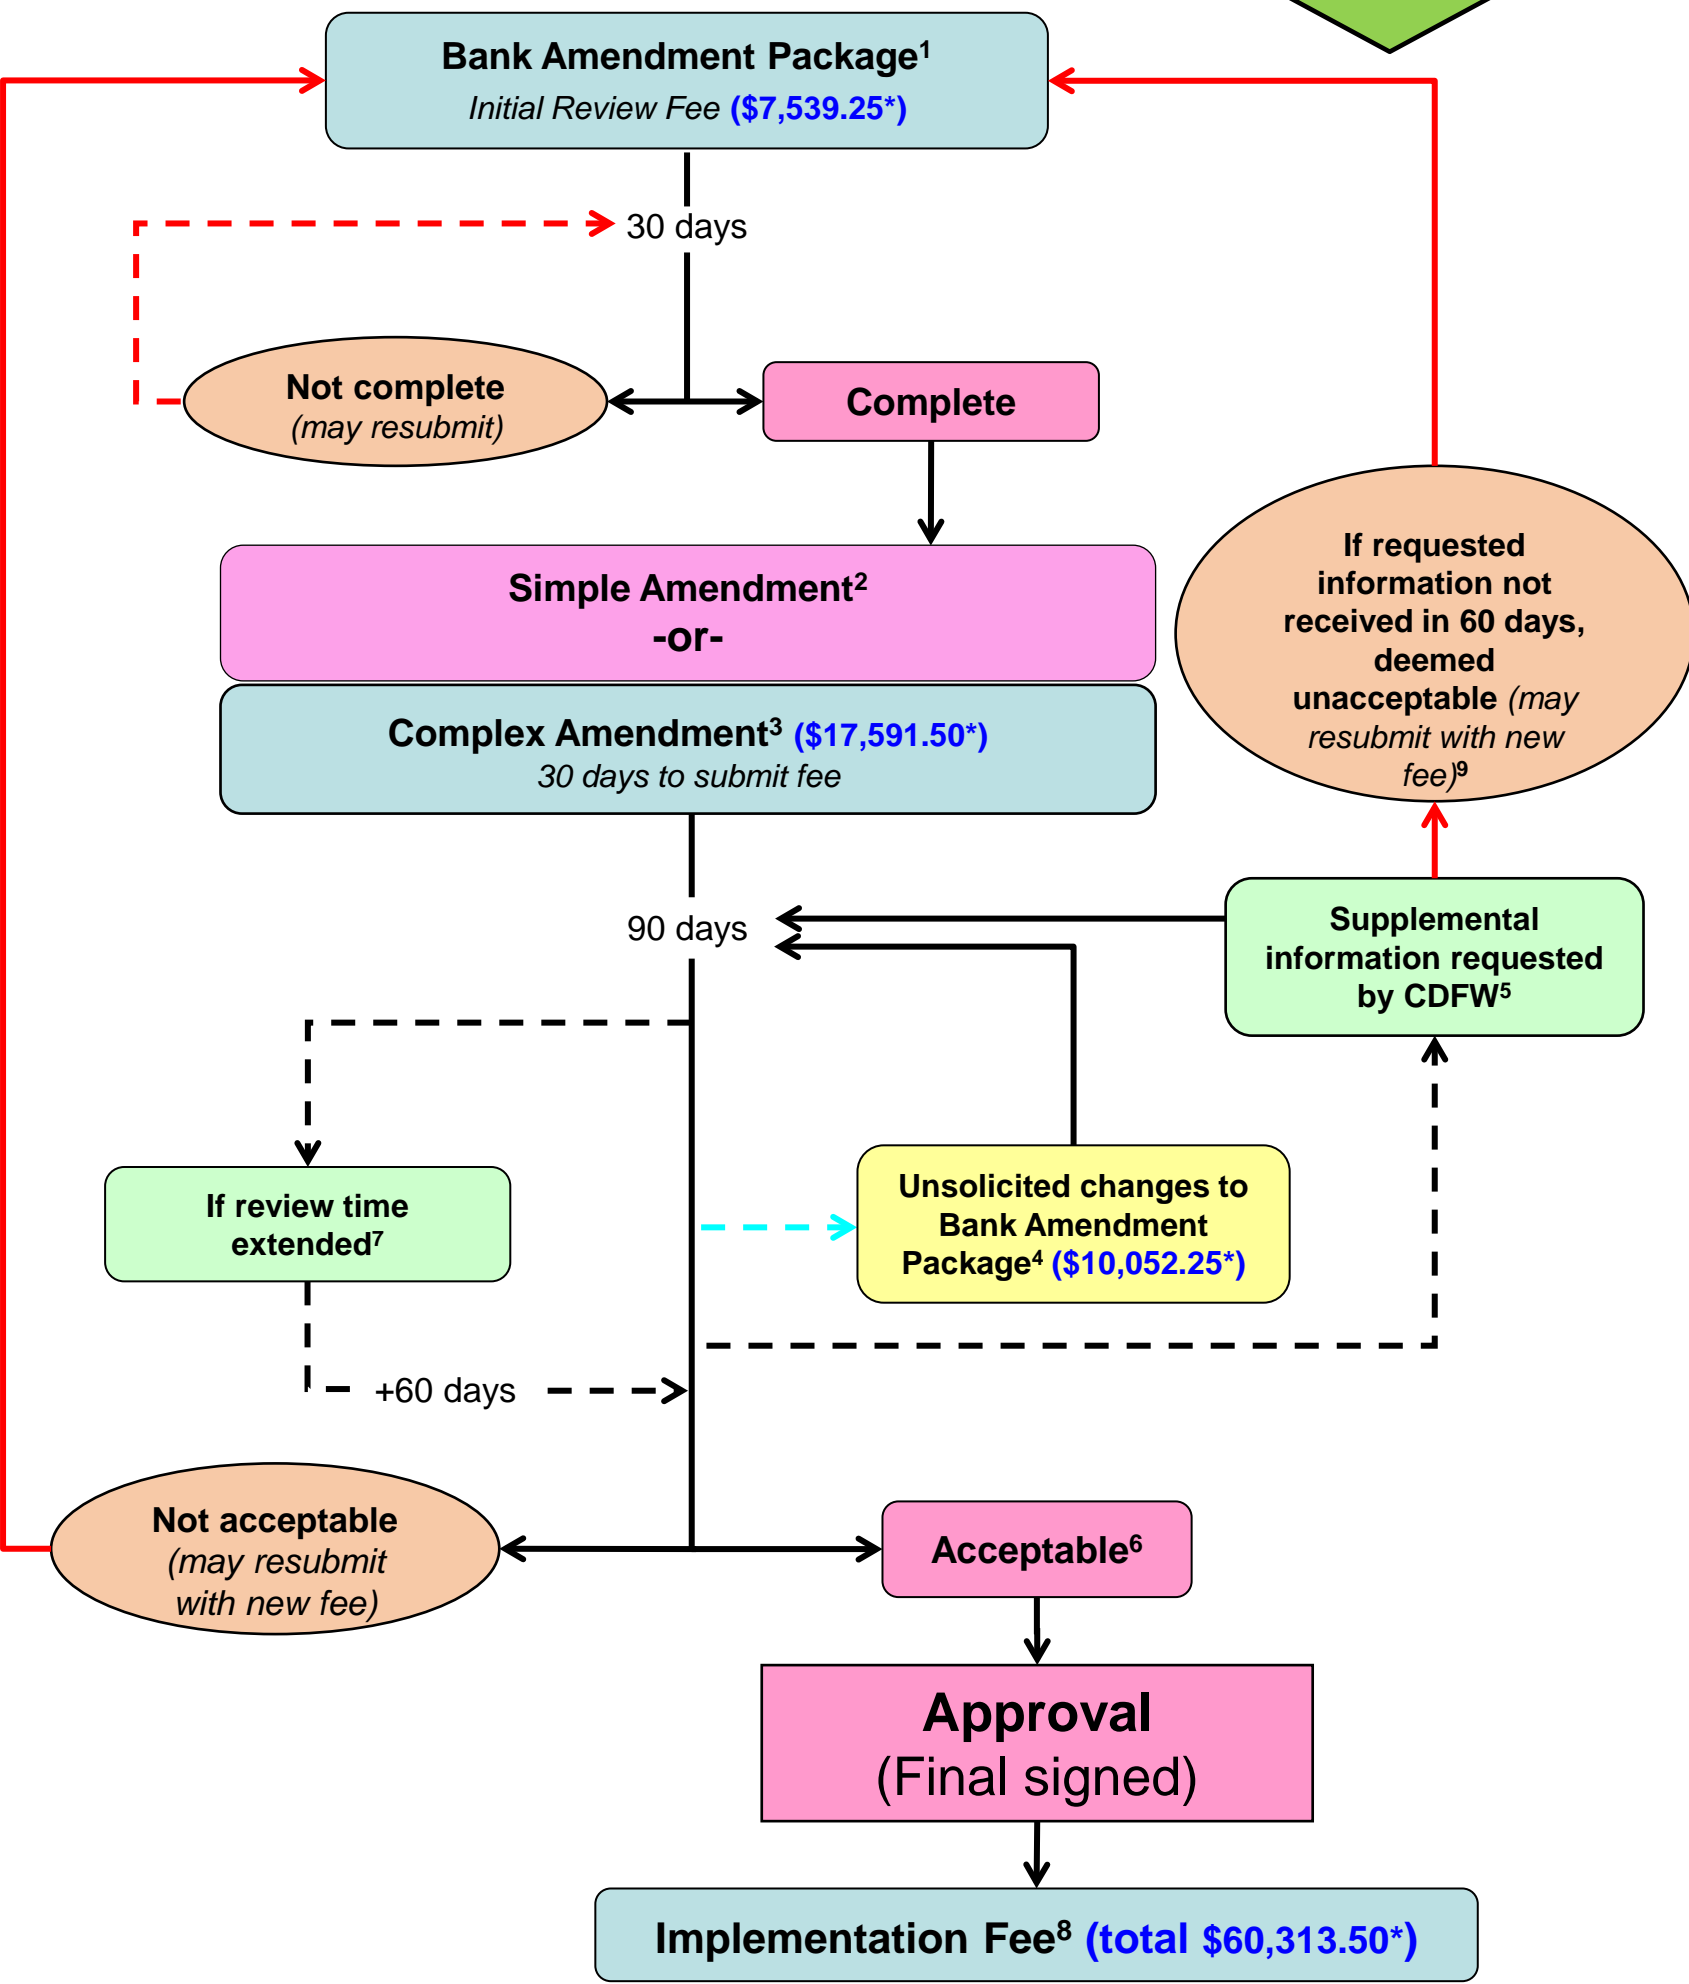 Bank Amendment Package¹
Initial Review Fee ($7,539.25*)
30 days
Not complete
(may resubmit)
Complete
Simple Amendment²
-or-
Complex Amendment³ ($17,591.50*)
30 days to submit fee
If requested
information not
received in 60 days,
deemed
unacceptable (may
resubmit with new
fee)⁹
90 days
Supplemental
information requested
by CDFW⁵
If review time
extended⁷
Unsolicited changes to
Bank Amendment
Package⁴ ($10,052.25*)
+60 days
Not acceptable
(may resubmit
with new fee)
Acceptable⁶
Approval
(Final signed)
Implementation Fee⁸ (total $60,313.50*)